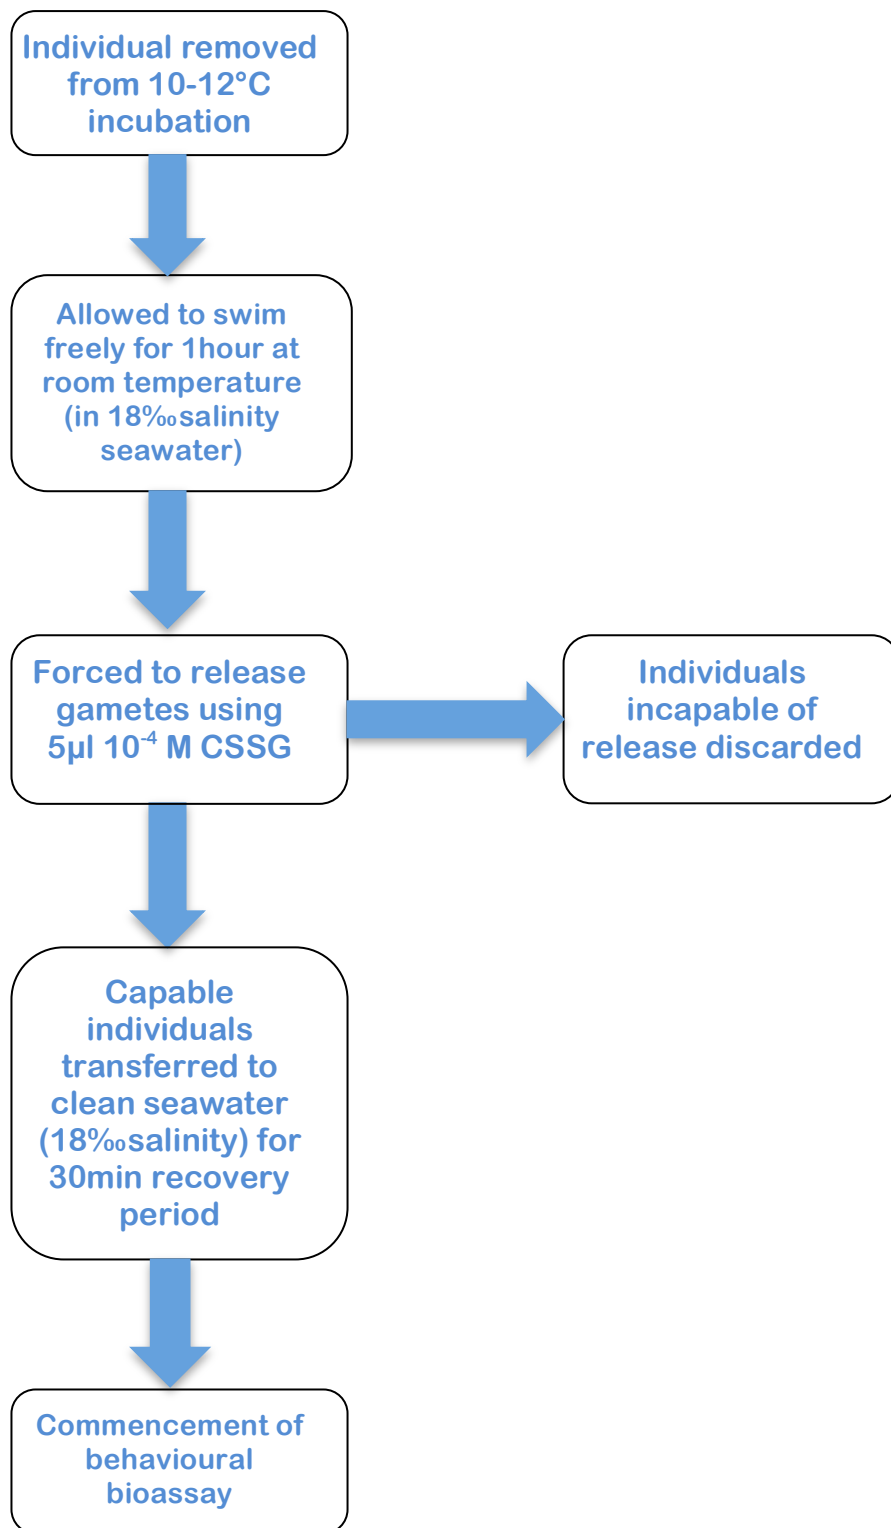 Individual removed
from 10-12°C
incubation
Allowed to swim
freely for 1hour at
room temperature
(in 18‰salinity
seawater)
Forced to release
gametes using
5µl 10⁻⁴ M CSSG
Individuals
incapable of
release discarded
Capable
individuals
transferred to
clean seawater
(18‰salinity) for
30min recovery
period
Commencement of
behavioural
bioassay